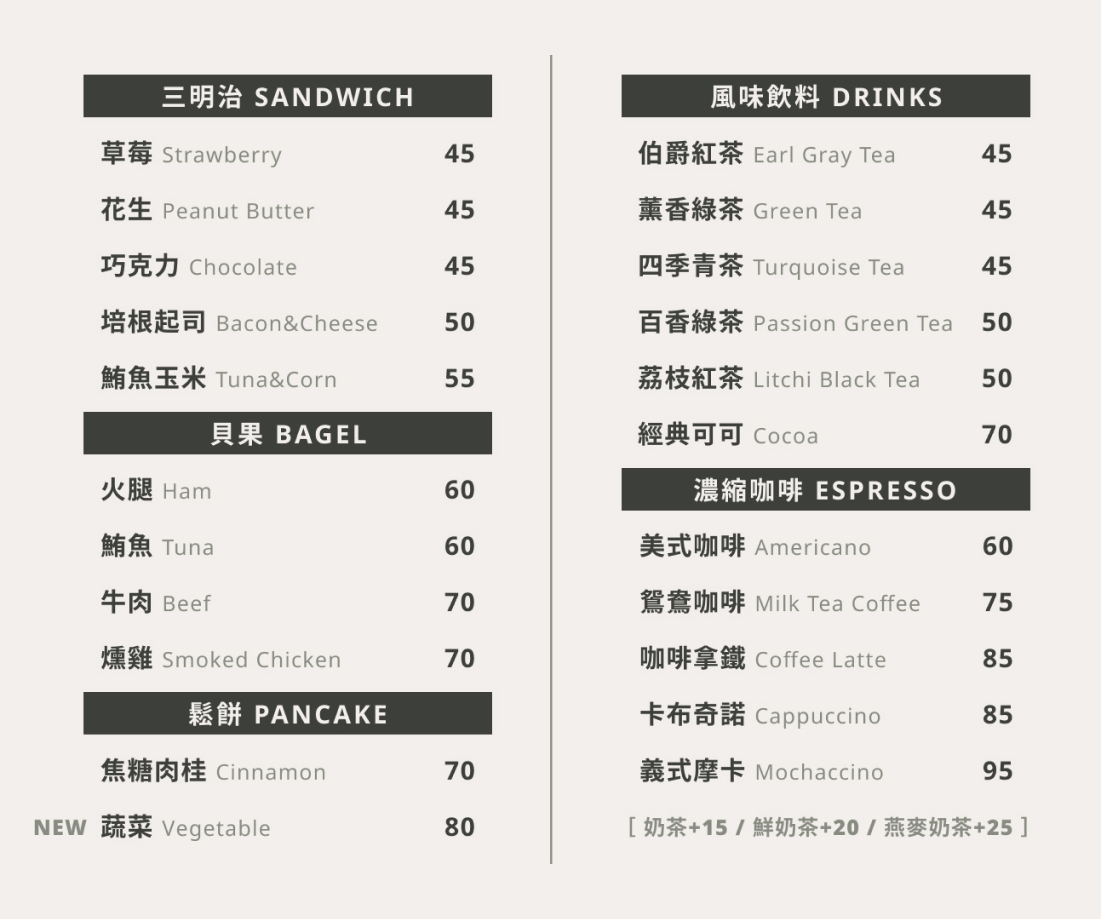 三明治 SANDWICH
草莓 Strawberry 45
花生 Peanut Butter 45
巧克力 Chocolate 45
培根起司 Bacon&Cheese 50
鮪魚玉米 Tuna&Corn 55
貝果 BAGEL
火腿 Ham 60
鮪魚 Tuna 60
牛肉 Beef 70
燻雞 Smoked Chicken 70
鬆餅 PANCAKE
焦糖肉桂 Cinnamon 70
NEW 蔬菜 Vegetable 80
風味飲料 DRINKS
伯爵紅茶 Earl Gray Tea 45
薰香綠茶 Green Tea 45
四季青茶 Turquoise Tea 45
百香綠茶 Passion Green Tea 50
荔枝紅茶 Litchi Black Tea 50
經典可可 Cocoa 70
濃縮咖啡 ESPRESSO
美式咖啡 Americano 60
鴛鴦咖啡 Milk Tea Coffee 75
咖啡拿鐵 Coffee Latte 85
卡布奇諾 Cappuccino 85
義式摩卡 Mochaccino 95
[ 奶茶+15 / 鮮奶茶+20 / 燕麥奶茶+25 ]